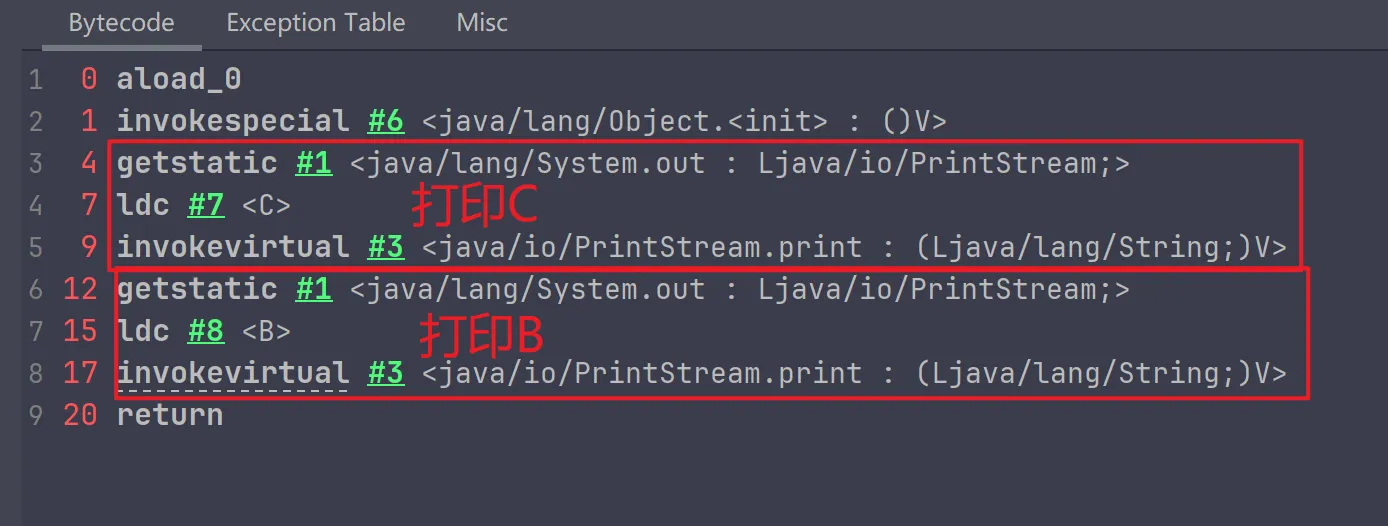 Bytecode Exception Table Misc
1 0 aload_0
2 1 invokespecial #6 <java/lang/Object.<init> : ()V>
3 4 getstatic #1 <java/lang/System.out : Ljava/io/PrintStream;>
4 7 ldc #7 <C> 打印C
5 9 invokevirtual #3 <java/io/PrintStream.print : (Ljava/lang/String;)V>
6 12 getstatic #1 <java/lang/System.out : Ljava/io/PrintStream;>
7 15 ldc #8 <B> 打印B
8 17 invokevirtual #3 <java/io/PrintStream.print : (Ljava/lang/String;)V>
9 20 return